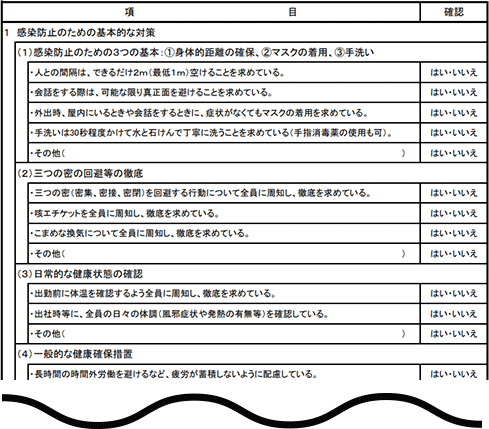 項 目 確認
1 感染防止のための基本的な対策
(1)感染防止のための3つの基本:①身体的距離の確保、②マスクの着用、③手洗い
・人との間隔は、できるだけ2m(最低1m)空けることを求めている。 はい・いいえ
・会話をする際は、可能な限り真正面を避けることを求めている。 はい・いいえ
・外出時、屋内にいるときや会話をするときに、症状がなくてもマスクの着用を求めている。 はい・いいえ
・手洗いは30秒程度かけて水と石けんで丁寧に洗うことを求めている(手指消毒薬の使用も可)。 はい・いいえ
・その他( ) はい・いいえ
(2)三つの密の回避等の徹底
・三つの密(密集、密接、密閉)を回避する行動について全員に周知し、徹底を求めている。 はい・いいえ
・咳エチケットを全員に周知し、徹底を求めている。 はい・いいえ
・こまめな換気について全員に周知し、徹底を求めている。 はい・いいえ
・その他( ) はい・いいえ
(3)日常的な健康状態の確認
・出勤前に体温を確認するよう全員に周知し、徹底を求めている。 はい・いいえ
・出社時等に、全員の日々の体調(風邪症状や発熱の有無等)を確認している。 はい・いいえ
・その他( ) はい・いいえ
(4)一般的な健康確保措置
・長時間の時間外労働を避けるなど、疲労が蓄積しないように配慮している。 はい・いいえ